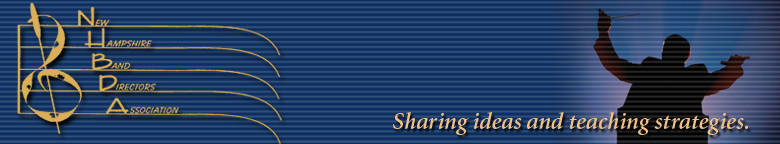 New
Hampshire
Band
Directors
Association
Sharing ideas and teaching strategies.